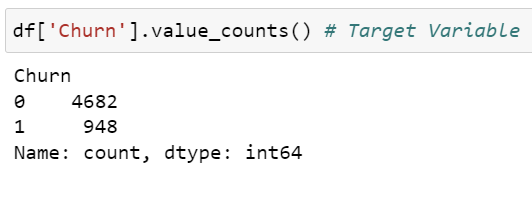 df['Churn'].value_counts() # Target Variable
Churn
0    4682
1     948
Name: count, dtype: int64